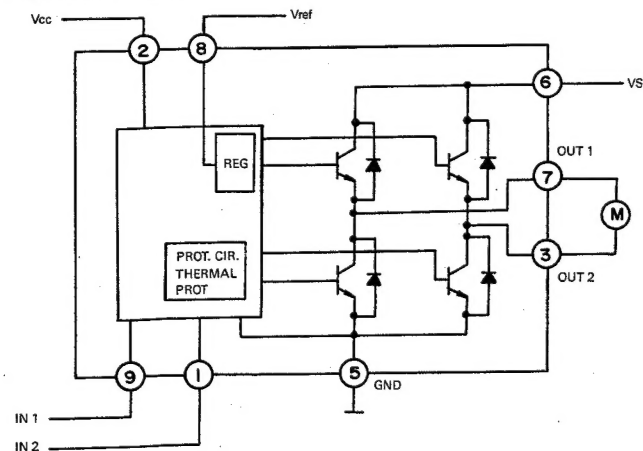 Vcc
Vref
2
8
6
VS
REG
OUT 1
7
M
PROT. CIR.
THERMAL
PROT
3
OUT 2
9
1
5
GND
IN 1
IN 2